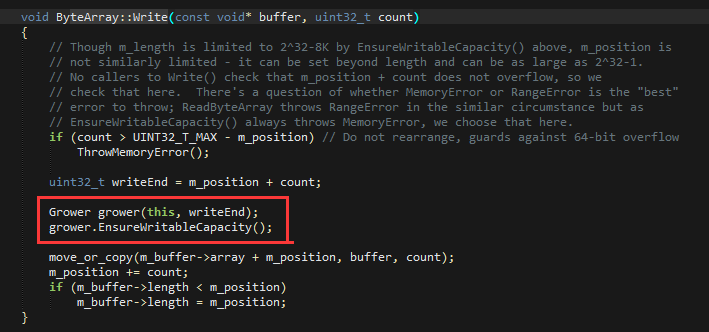 void ByteArray::Write(const void* buffer, uint32_t count)
{
// Though m_length is limited to 2^32-8K by EnsureWritableCapacity() above, m_position is
// not similarly limited - it can be set beyond length and can be as large as 2^32-1.
// No callers to Write() check that m_position + count does not overflow, so we
// check that here.  There's a question of whether MemoryError or RangeError is the "best"
// error to throw; ReadByteArray throws RangeError in the similar circumstance but as
// EnsureWritableCapacity() always throws MemoryError, we choose that here.
if (count > UINT32_T_MAX - m_position) // Do not rearrange, guards against 64-bit overflow
ThrowMemoryError();
uint32_t writeEnd = m_position + count;
Grower grower(this, writeEnd);
grower.EnsureWritableCapacity();
move_or_copy(m_buffer->array + m_position, buffer, count);
m_position += count;
if (m_buffer->length < m_position)
m_buffer->length = m_position;
}